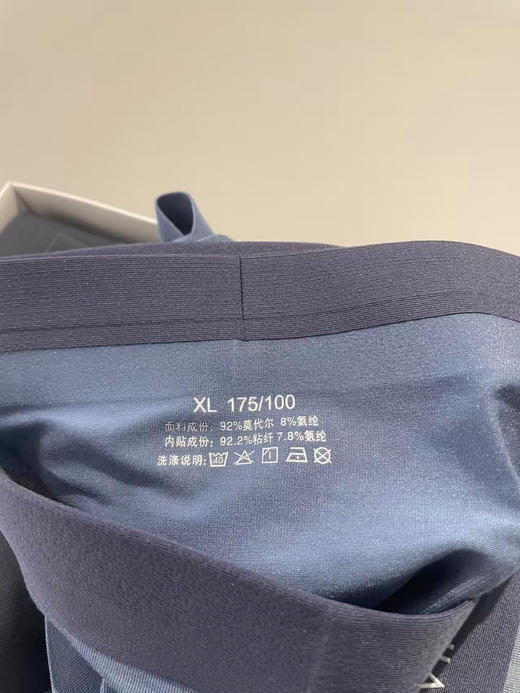 XL 175/100
面料成份：92%莫代尔 8%氨纶
内贴成份：92.2%粘纤 7.8%氨纶
洗涤说明： 40